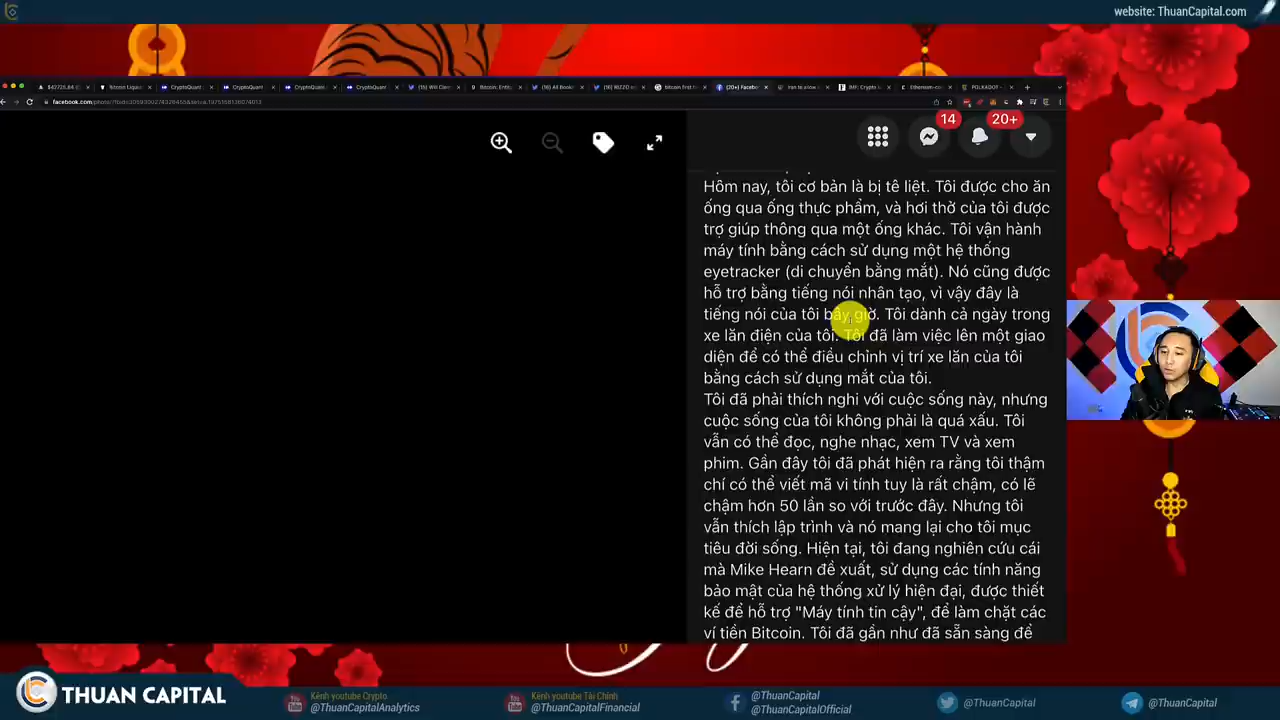 website: ThuanCapital.com
14
20+
Hôm nay, tôi cơ bản là bị tê liệt. Tôi được cho ăn
ống qua ống thực phẩm, và hơi thở của tôi được
trợ giúp thông qua một ống khác. Tôi vận hành
máy tính bằng cách sử dụng một hệ thống
eyetracker (di chuyển bằng mắt). Nó cũng được
hỗ trợ bằng tiếng nói nhân tạo, vì vậy đây là
tiếng nói của tôi bây giờ. Tôi dành cả ngày trong
xe lăn điện của tôi. Tôi đã làm việc lên một giao
diện để có thể điều chỉnh vị trí xe lăn của tôi
bằng cách sử dụng mắt của tôi.
Tôi đã phải thích nghi với cuộc sống này, nhưng
cuộc sống của tôi không phải là quá xấu. Tôi
vẫn có thể đọc, nghe nhạc, xem TV và xem
phim. Gần đây tôi đã phát hiện ra rằng tôi thậm
chí có thể viết mã vi tính tuy là rất chậm, có lẽ
chậm hơn 50 lần so với trước đây. Nhưng tôi
vẫn thích lập trình và nó mang lại cho tôi mục
tiêu đời sống. Hiện tại, tôi đang nghiên cứu cái
mà Mike Hearn đề xuất, sử dụng các tính năng
bảo mật của hệ thống xử lý hiện đại, được thiết
kế để hỗ trợ "Máy tính tin cậy", để làm chặt các
ví tiền Bitcoin. Tôi đã gần như đã sẵn sàng để
THUAN CAPITAL
Kênh youtube Crypto
@ThuanCapitalAnalytics
Kênh youtube Tài Chính
@ThuanCapitalFinancial
@ThuanCapital
@ThuanCapitalOfficial
@ThuanCapital
@ThuanCapital